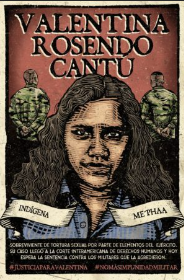 VALENTINA
ROSENDO
CANTÚ
INDÍGENA
ME'PHAA
SOBREVIVIENTE DE TORTURA SEXUAL POR PARTE DE ELEMENTOS DEL EJÉRCITO.
SU CASO LLEGÓ A LA CORTE INTERAMERICANA DE DERECHOS HUMANOS Y HOY
ESPERA LA SENTENCIA CONTRA LOS MILITARES QUE LA AGREDIERON.
#JUSTICIAPARAVALENTINA #NOMASIMPUNIDADMILITAR